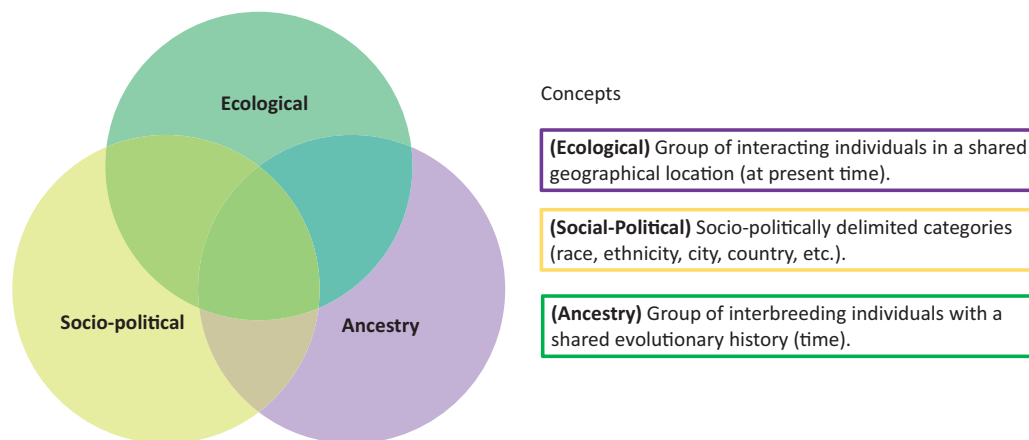 Ecological
Socio-political
Ancestry
Concepts
(Ecological) Group of interacting individuals in a shared
geographical location (at present time).
(Social-Political) Socio-politically delimited categories
(race, ethnicity, city, country, etc.).
(Ancestry) Group of interbreeding individuals with a
shared evolutionary history (time).